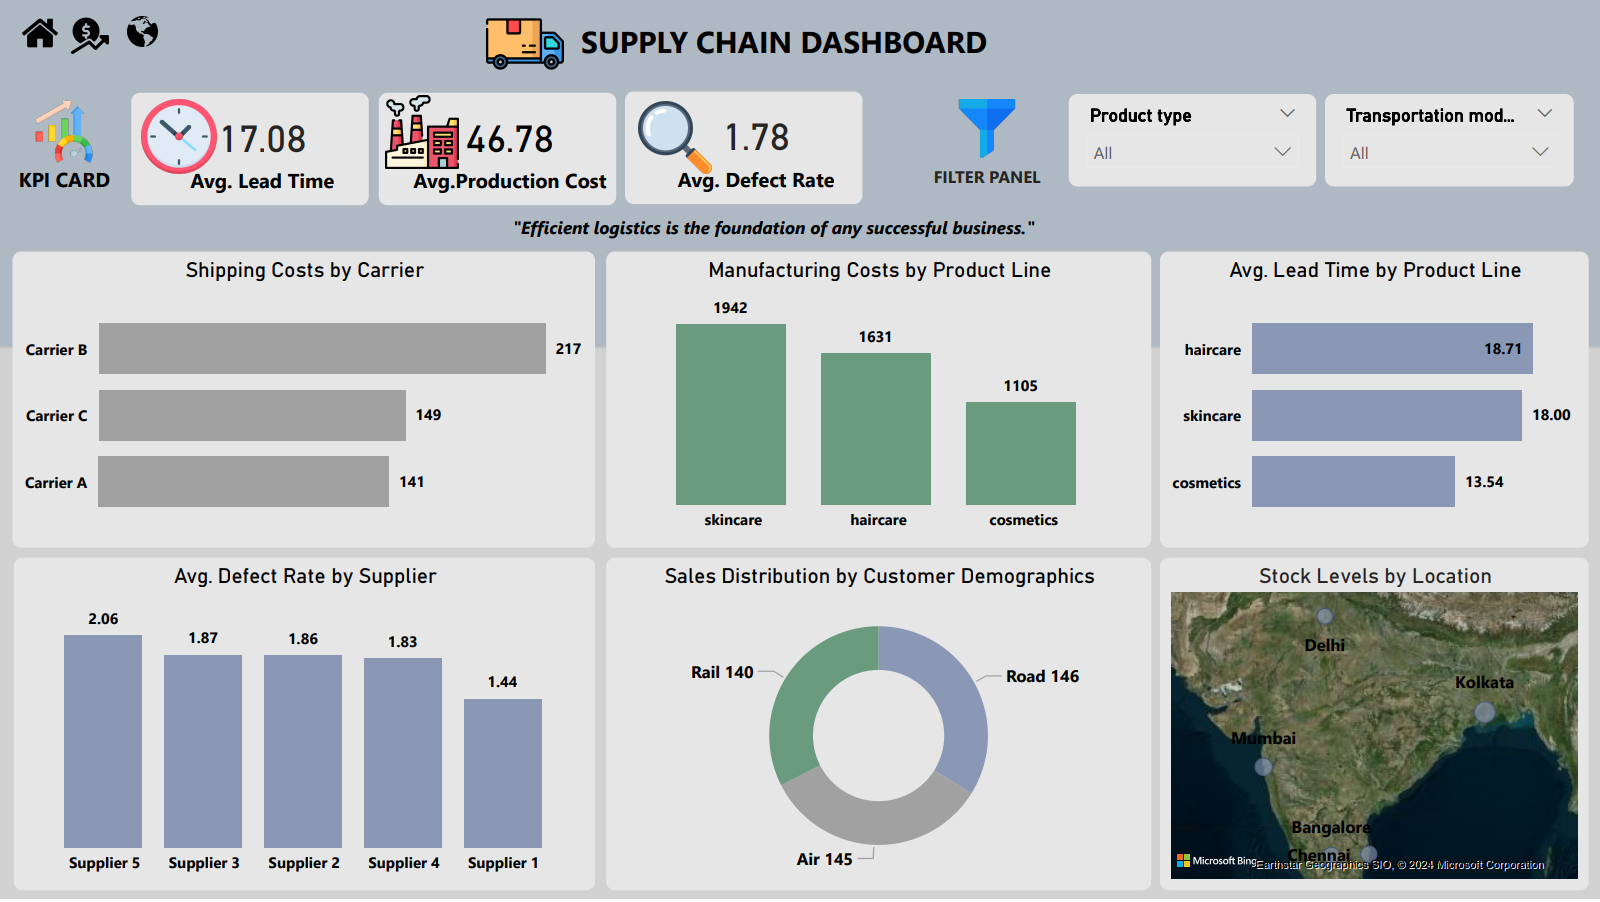 SUPPLY CHAIN DASHBOARD
KPI CARD
17.08
Avg. Lead Time
46.78
Avg.Production Cost
1.78
Avg. Defect Rate
FILTER PANEL
Product type
All
Transportation mod...
All
"Efficient logistics is the foundation of any successful business."
Shipping Costs by Carrier
Carrier B 217
Carrier C 149
Carrier A 141
Manufacturing Costs by Product Line
1942
1631
1105
skincare haircare cosmetics
Avg. Lead Time by Product Line
haircare 18.71
skincare 18.00
cosmetics 13.54
Avg. Defect Rate by Supplier
2.06 1.87 1.86 1.83 1.44
Supplier 5 Supplier 3 Supplier 2 Supplier 4 Supplier 1
Sales Distribution by Customer Demographics
Rail 140
Road 146
Air 145
Stock Levels by Location
Delhi
Kolkata
Mumbai
Bangalore
Chennai
Microsoft Bing
Earthstar Geographics SIO, © 2024 Microsoft Corporation